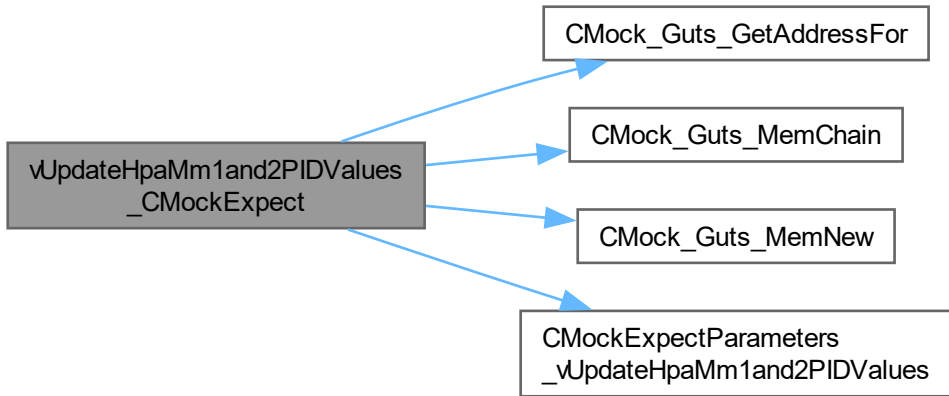 vUpdateHpaMm1and2PIDValues
_CMockExpect
CMock_Guts_GetAddressFor
CMock_Guts_MemChain
CMock_Guts_MemNew
CMockExpectParameters
_vUpdateHpaMm1and2PIDValues